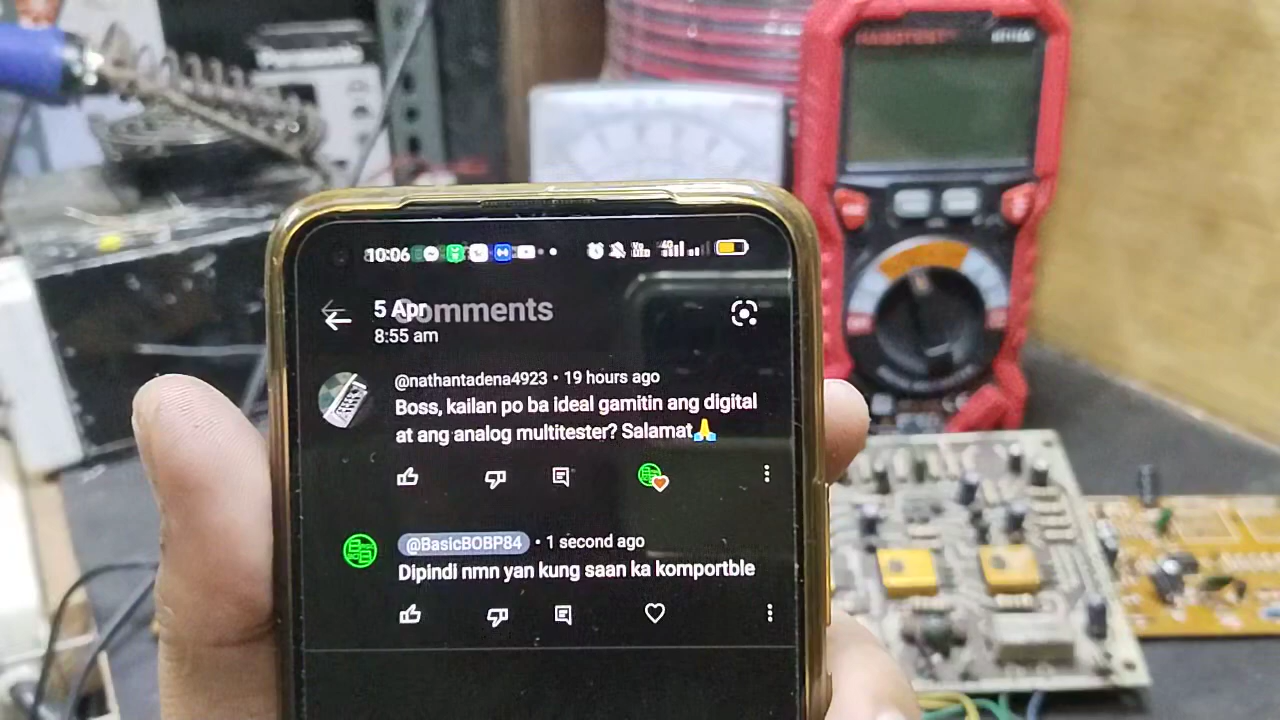 HABOTEST
10:06
5 Apr
Comments
8:55 am
@nathantadena4923 • 19 hours ago
Boss, kailan po ba ideal gamitin ang digital
at ang analog multitester? Salamat🙏
@BasicBOBP84 • 1 second ago
Dipindi nmn yan kung saan ka komportble